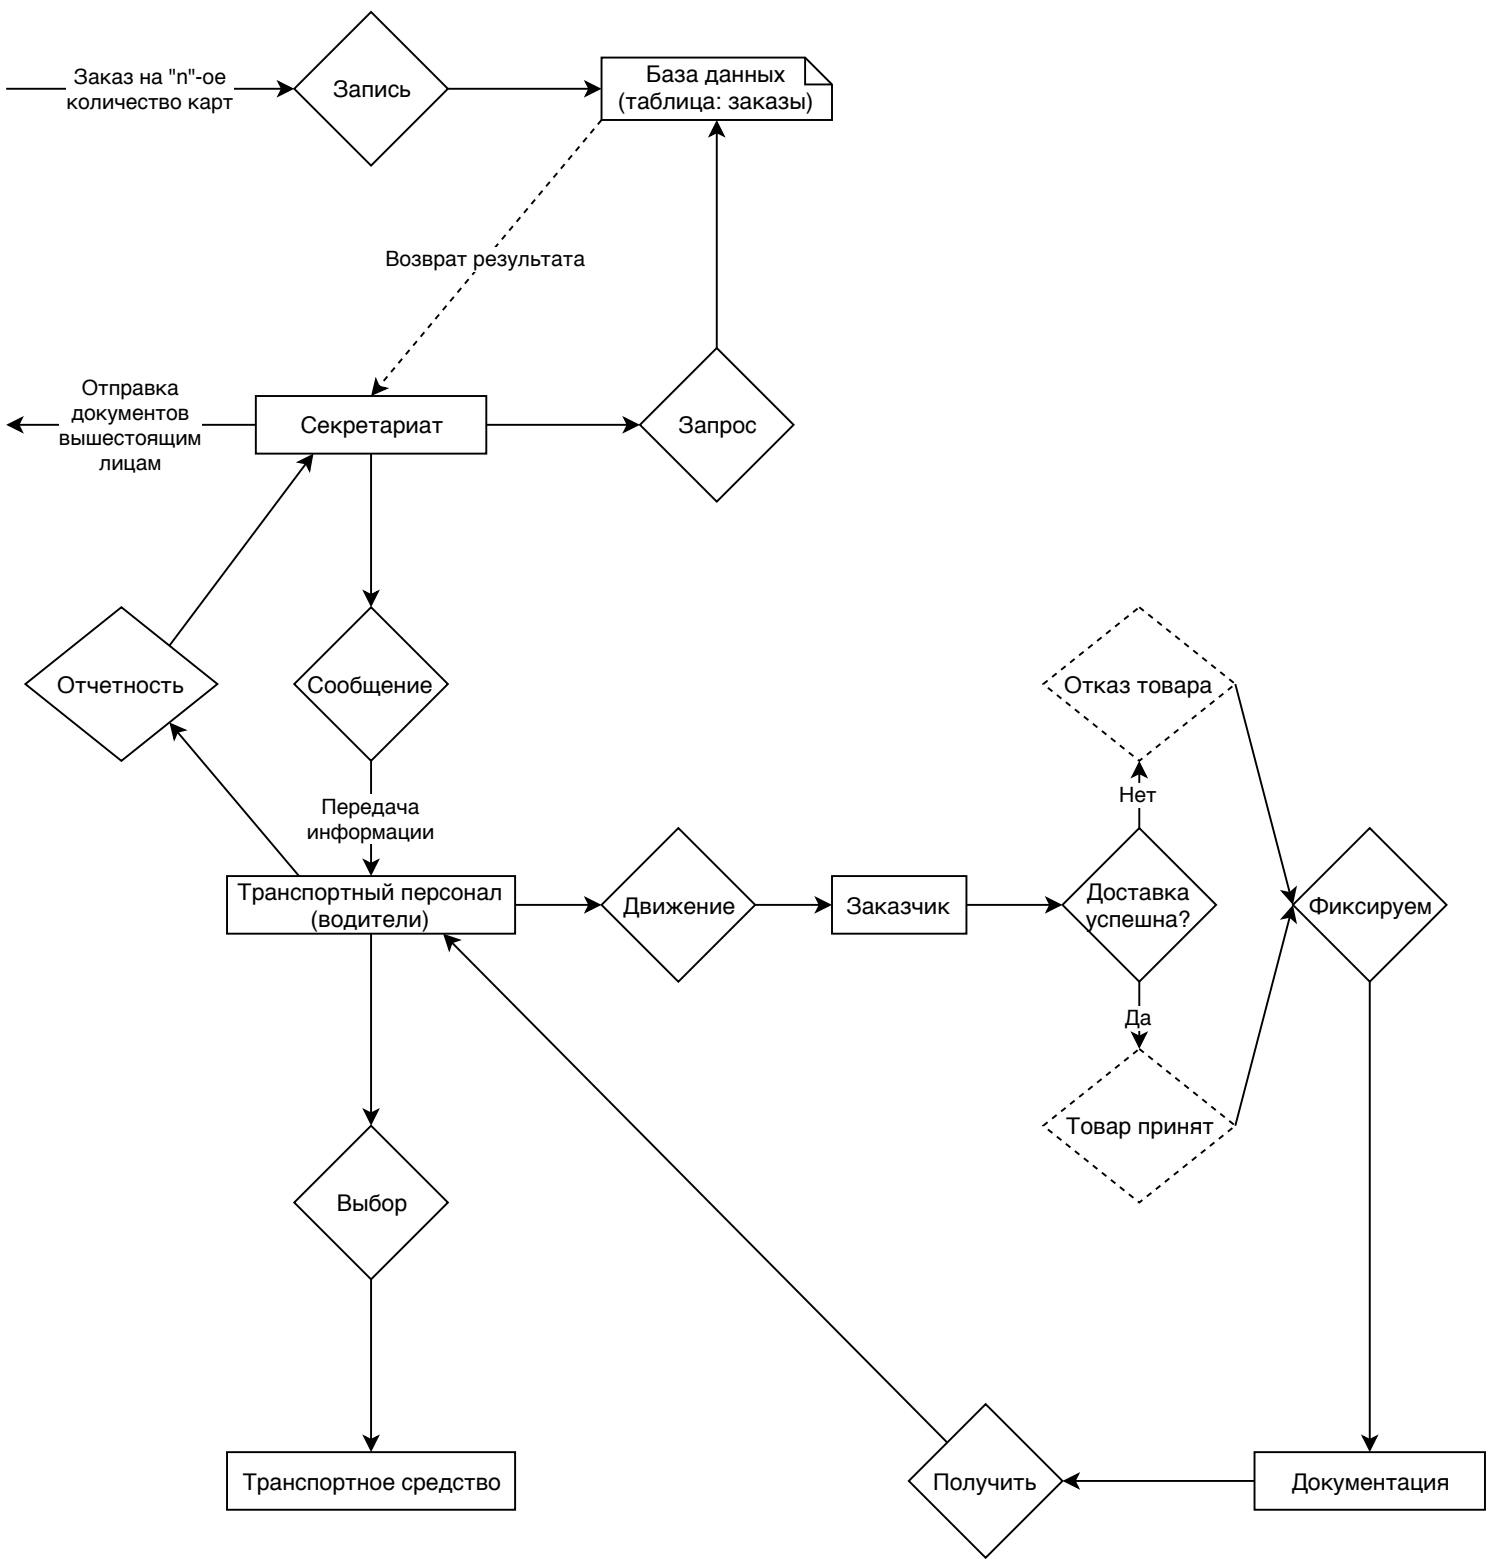 Заказ на "n"-ое
количество карт
Запись
База данных
(таблица: заказы)
Возврат результата
Отправка
документов
вышестоящим
лицам
Секретариат
Запрос
Отчетность
Сообщение
Отказ товара
Передача
информации
Нет
Транспортный персонал
(водители)
Движение
Заказчик
Доставка
успешна?
Фиксируем
Да
Товар принят
Выбор
Транспортное средство
Получить
Документация